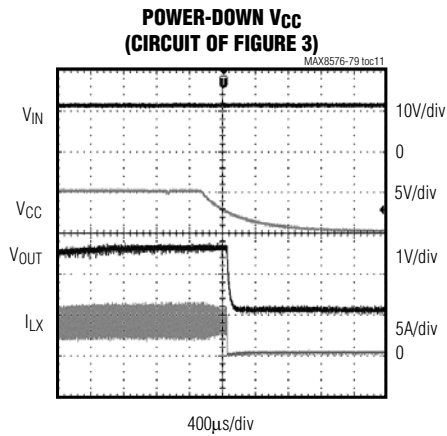 POWER-DOWN VCC
(CIRCUIT OF FIGURE 3)
MAX8576-79 toc11
T
VIN
10V/div
0
5V/div
VCC
VOUT
1V/div
ILX
5A/div
0
400μs/div